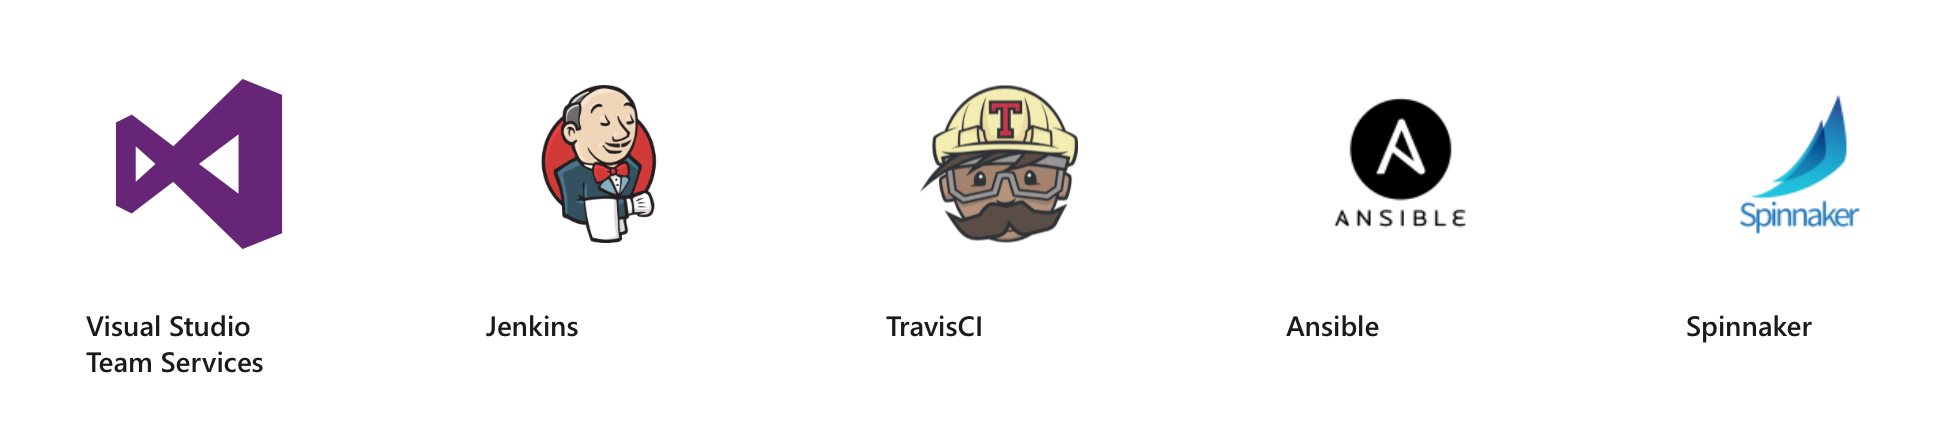 T
A
ANSIBLE
Spinnaker
Visual Studio
Team Services
Jenkins
TravisCI
Ansible
Spinnaker